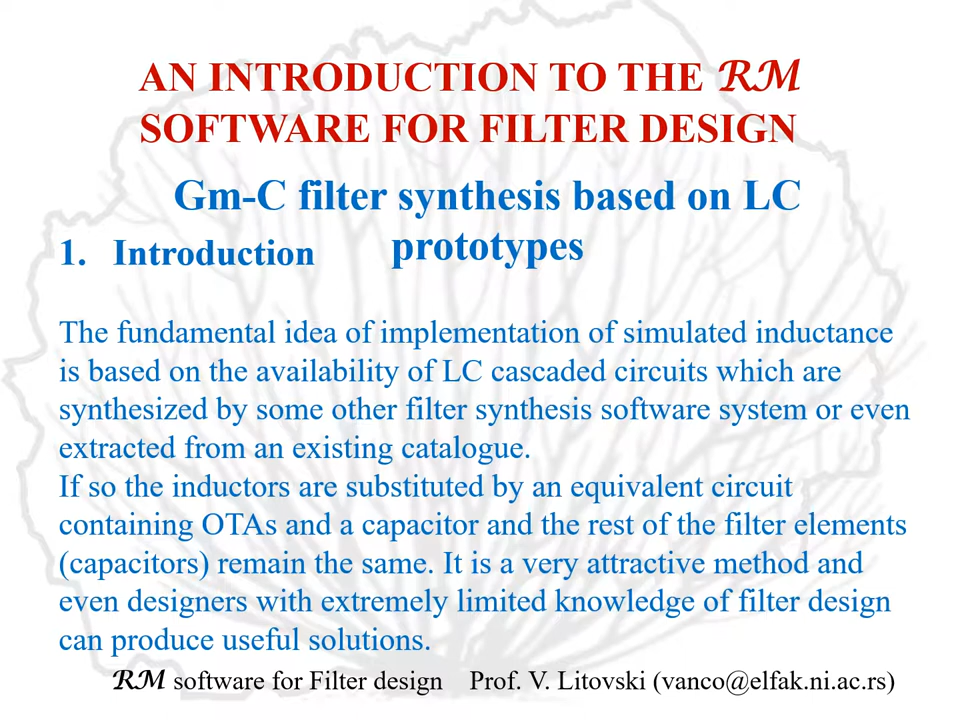 AN INTRODUCTION TO THE RM
SOFTWARE FOR FILTER DESIGN
Gm-C filter synthesis based on LC
prototypes
1. Introduction
The fundamental idea of implementation of simulated inductance
is based on the availability of LC cascaded circuits which are
synthesized by some other filter synthesis software system or even
extracted from an existing catalogue.
If so the inductors are substituted by an equivalent circuit
containing OTAs and a capacitor and the rest of the filter elements
(capacitors) remain the same. It is a very attractive method and
even designers with extremely limited knowledge of filter design
can produce useful solutions.
RM software for Filter design Prof. V. Litovski (vanco@elfak.ni.ac.rs)